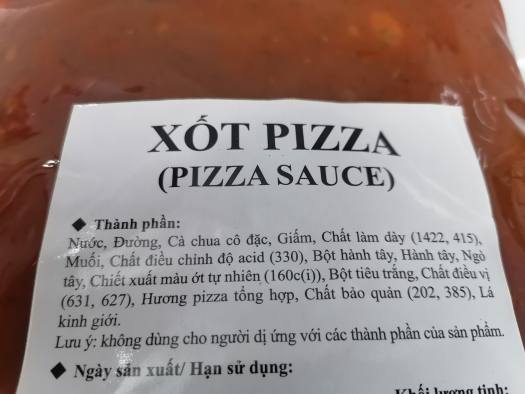 XỐT PIZZA
(PIZZA SAUCE)
◆ Thành phần:
Nước, Đường, Cà chua cô đặc, Giấm, Chất làm dày (1422, 415),
Muối, Chất điều chỉnh độ acid (330), Bột hành tây, Hành tây, Ngò
tây, Chiết xuất màu ớt tự nhiên (160c(i)), Bột tiêu trắng, Chất điều vị
(631, 627), Hương pizza tổng hợp, Chất bảo quản (202, 385), Lá
kinh giới.
Lưu ý: không dùng cho người dị ứng với các thành phần của sản phẩm.
◆ Ngày sản xuất/ Hạn sử dụng:
Khối lượng tịnh: